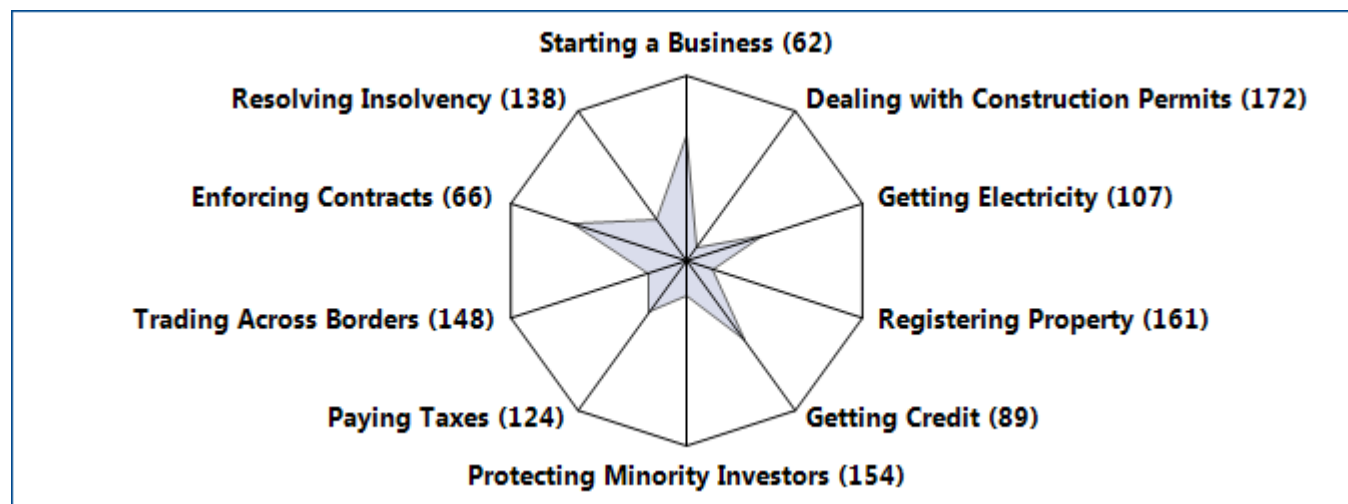 Starting a Business (62)
Resolving Insolvency (138)
Dealing with Construction Permits (172)
Enforcing Contracts (66)
Getting Electricity (107)
Trading Across Borders (148)
Registering Property (161)
Paying Taxes (124)
Getting Credit (89)
Protecting Minority Investors (154)